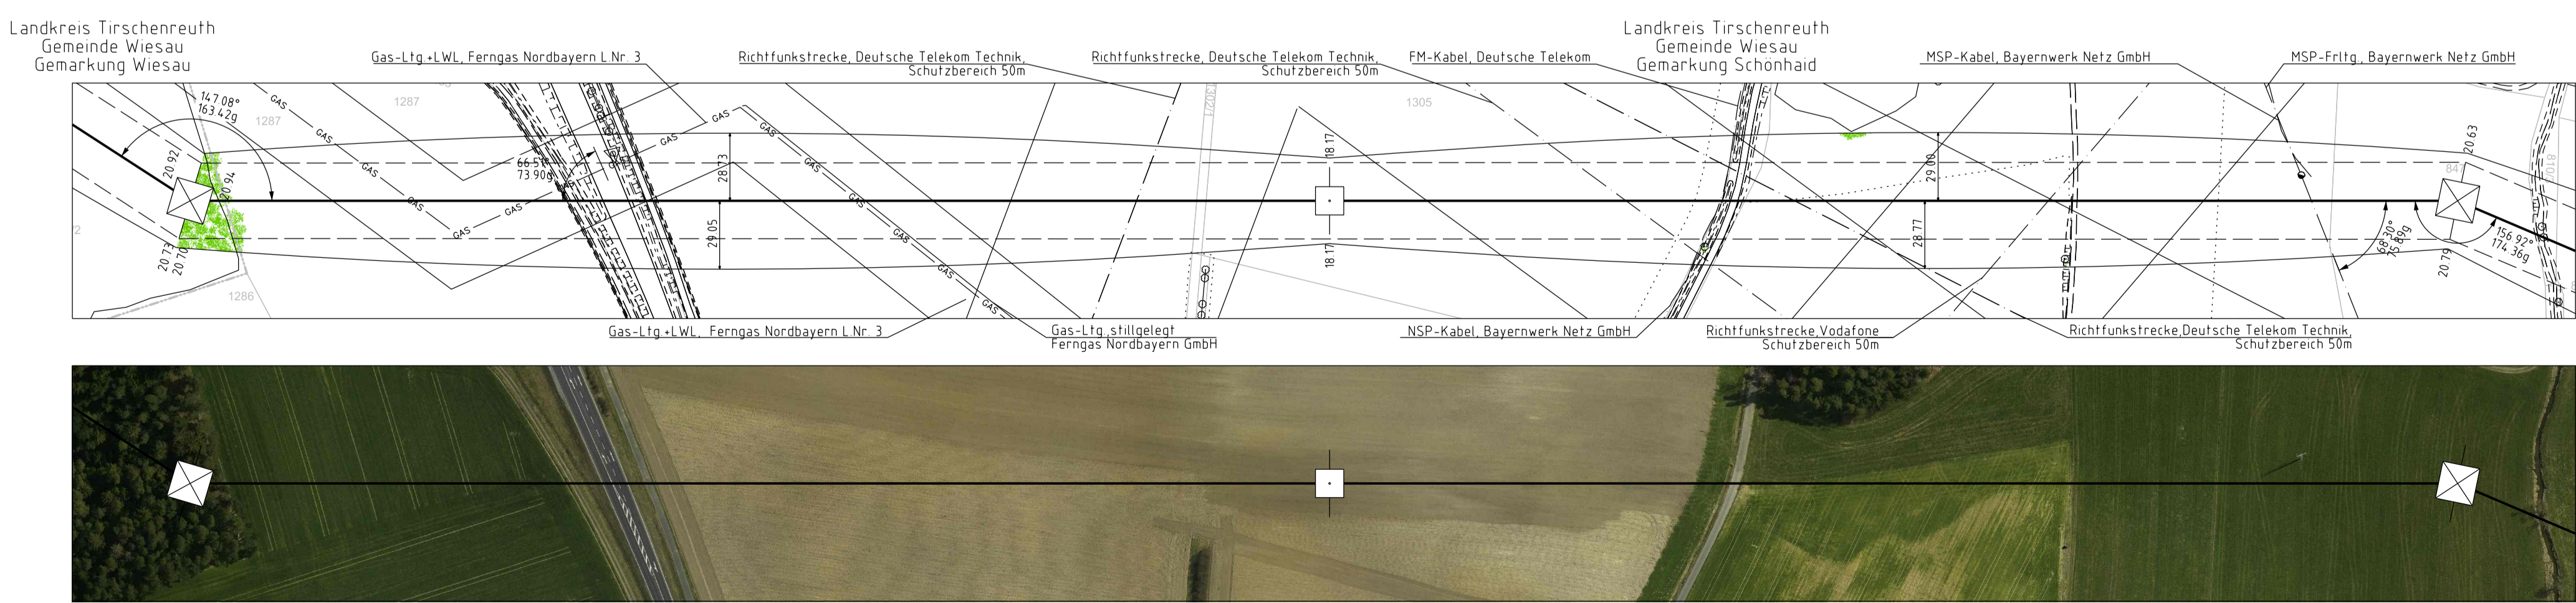 Landkreis Tirschenreuth
Gemeinde Wiesau
Gemarkung Wiesau
Gas-Ltg.+LWL, Ferngas Nordbayern L.Nr. 3
Richtfunkstrecke, Deutsche Telekom Technik,
Schutzbereich 50m
Richtfunkstrecke, Deutsche Telekom Technik,
Schutzbereich 50m
FM-Kabel, Deutsche Telekom
Landkreis Tirschenreuth
Gemeinde Wiesau
Gemarkung Schönhaid
MSP-Kabel, Bayernwerk Netz GmbH
MSP-Frltg., Bayernwerk Netz GmbH
147.08°
163.42g
1287
1287
1302/1
1305
GAS
GAS
GAS
GAS
GAS
GAS
GAS
GAS
GAS
GAS
GAS
GAS
GAS
GAS
20.92
20.94
20.73
20.70
66.51°
73.90g
28.73
29.05
18.17
18.17
29.00
28.77
20.63
847
68.30°
75.89g
156.92°
174.36g
20.79
1286
Gas-Ltg.+LWL, Ferngas Nordbayern L.Nr. 3
Gas-Ltg.,stillgelegt
Ferngas Nordbayern GmbH
NSP-Kabel, Bayernwerk Netz GmbH
Richtfunkstrecke,Vodafone
Schutzbereich 50m
Richtfunkstrecke,Deutsche Telekom Technik,
Schutzbereich 50m